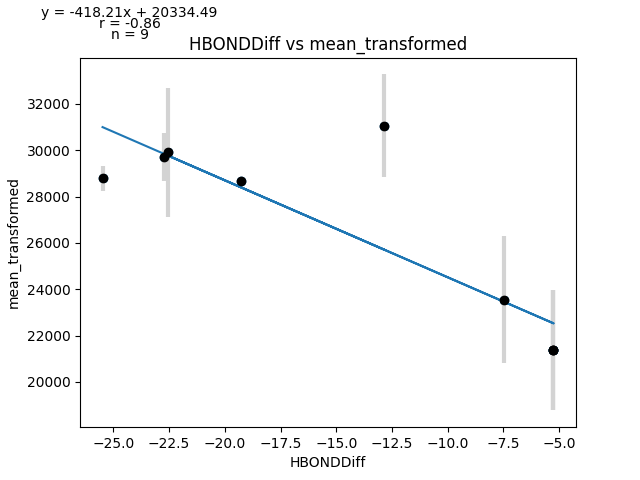 y = -418.21x + 20334.49
r = -0.86
n = 9
HBONDDiff vs mean_transformed
mean_transformed
32000
30000
28000
26000
24000
22000
20000
−25.0 −22.5 −20.0 −17.5 −15.0 −12.5 −10.0 −7.5 −5.0
HBONDDiff